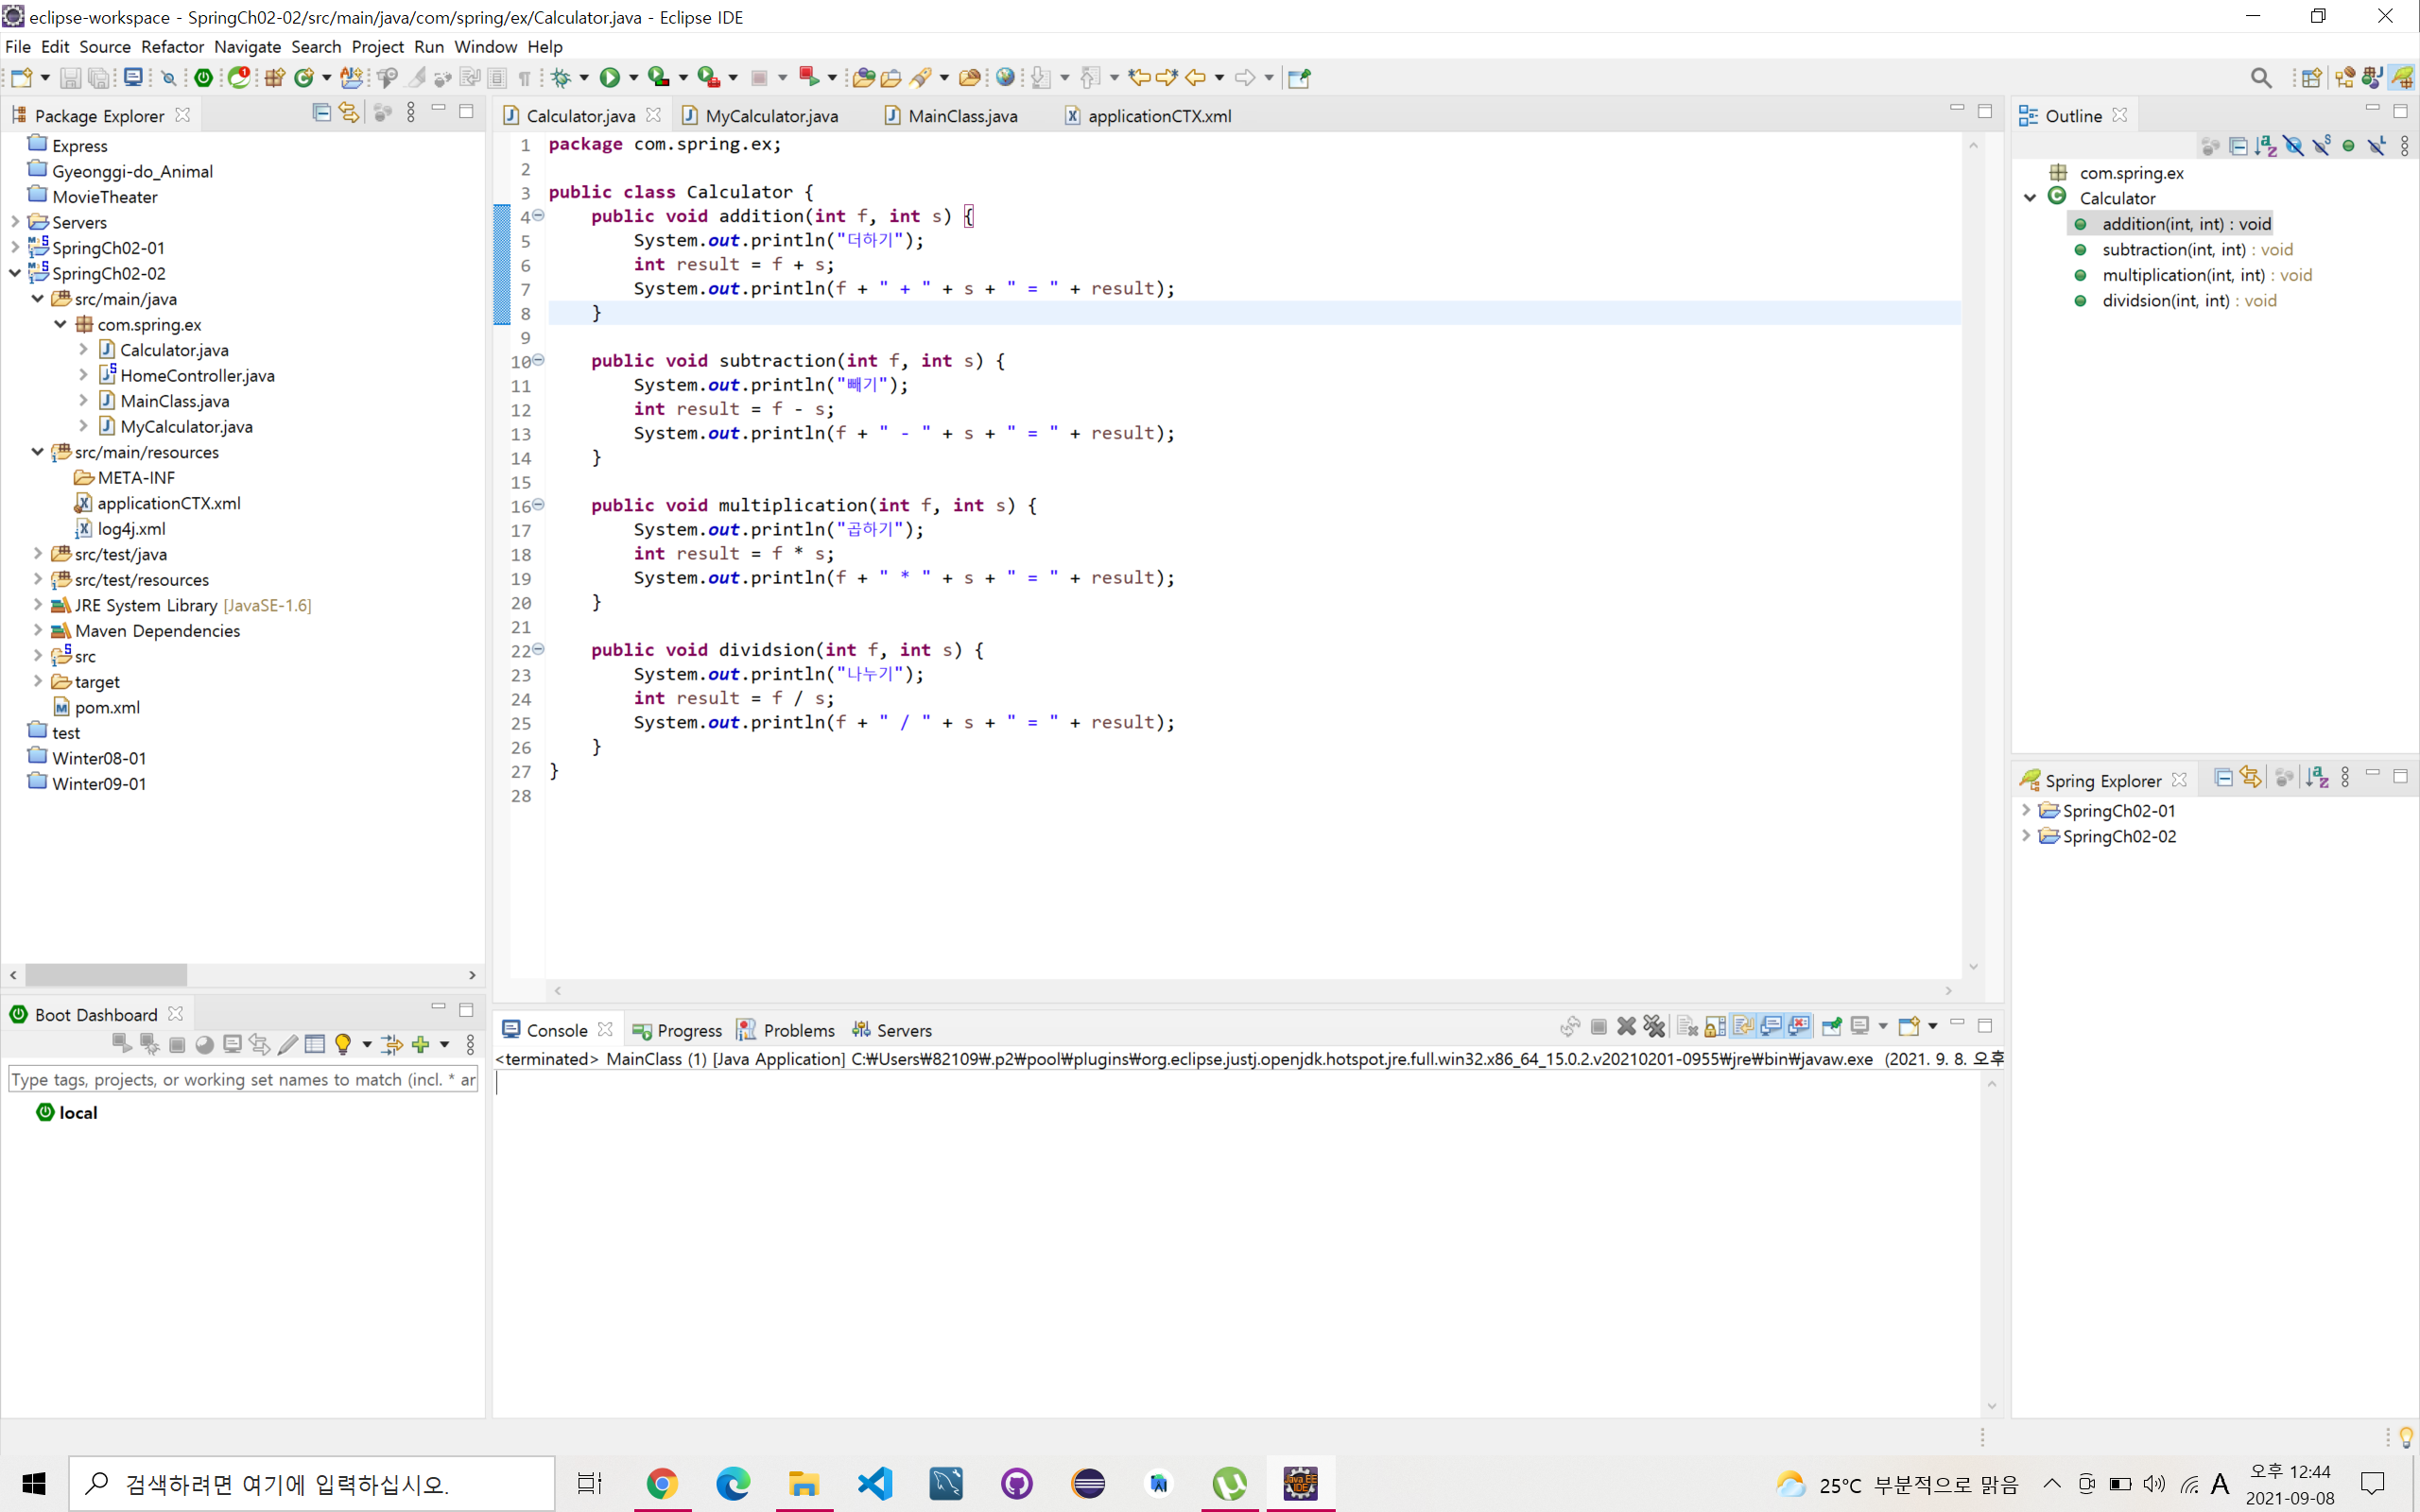 eclipse-workspace - SpringCh02-02/src/main/java/com/spring/ex/Calculator.java - Eclipse IDE
File Edit Source Refactor Navigate Search Project Run Window Help
Package Explorer
Express
Gyeonggi-do_Animal
MovieTheater
Servers
SpringCh02-01
SpringCh02-02
src/main/java
com.spring.ex
Calculator.java
HomeController.java
MainClass.java
MyCalculator.java
src/main/resources
META-INF
applicationCTX.xml
log4j.xml
src/test/java
src/test/resources
JRE System Library [JavaSE-1.6]
Maven Dependencies
src
target
pom.xml
test
Winter08-01
Winter09-01
Calculator.java MyCalculator.java MainClass.java applicationCTX.xml
1 package com.spring.ex;
2
3 public class Calculator {
4 public void addition(int f, int s) {
5 System.out.println("더하기");
6 int result = f + s;
7 System.out.println(f + " + " + s + " = " + result);
8 }
9
10 public void subtraction(int f, int s) {
11 System.out.println("빼기");
12 int result = f - s;
13 System.out.println(f + " - " + s + " = " + result);
14 }
15
16 public void multiplication(int f, int s) {
17 System.out.println("곱하기");
18 int result = f * s;
19 System.out.println(f + " * " + s + " = " + result);
20 }
21
22 public void dividsion(int f, int s) {
23 System.out.println("나누기");
24 int result = f / s;
25 System.out.println(f + " / " + s + " = " + result);
26 }
27 }
28
Outline
com.spring.ex
Calculator
addition(int, int) : void
subtraction(int, int) : void
multiplication(int, int) : void
dividsion(int, int) : void
Spring Explorer
SpringCh02-01
SpringCh02-02
Boot Dashboard
Type tags, projects, or working set names to match (incl. * ar
local
Console Progress Problems Servers
<terminated> MainClass (1) [Java Application] C:₩Users₩82109₩.p2₩pool₩plugins₩org.eclipse.justj.openjdk.hotspot.jre.full.win32.x86_64_15.0.2.v20210201-0955₩jre₩bin₩javaw.exe (2021. 9. 8. 오후
검색하려면 여기에 입력하십시오.
25°C 부분적으로 맑음
A
오후 12:44
2021-09-08